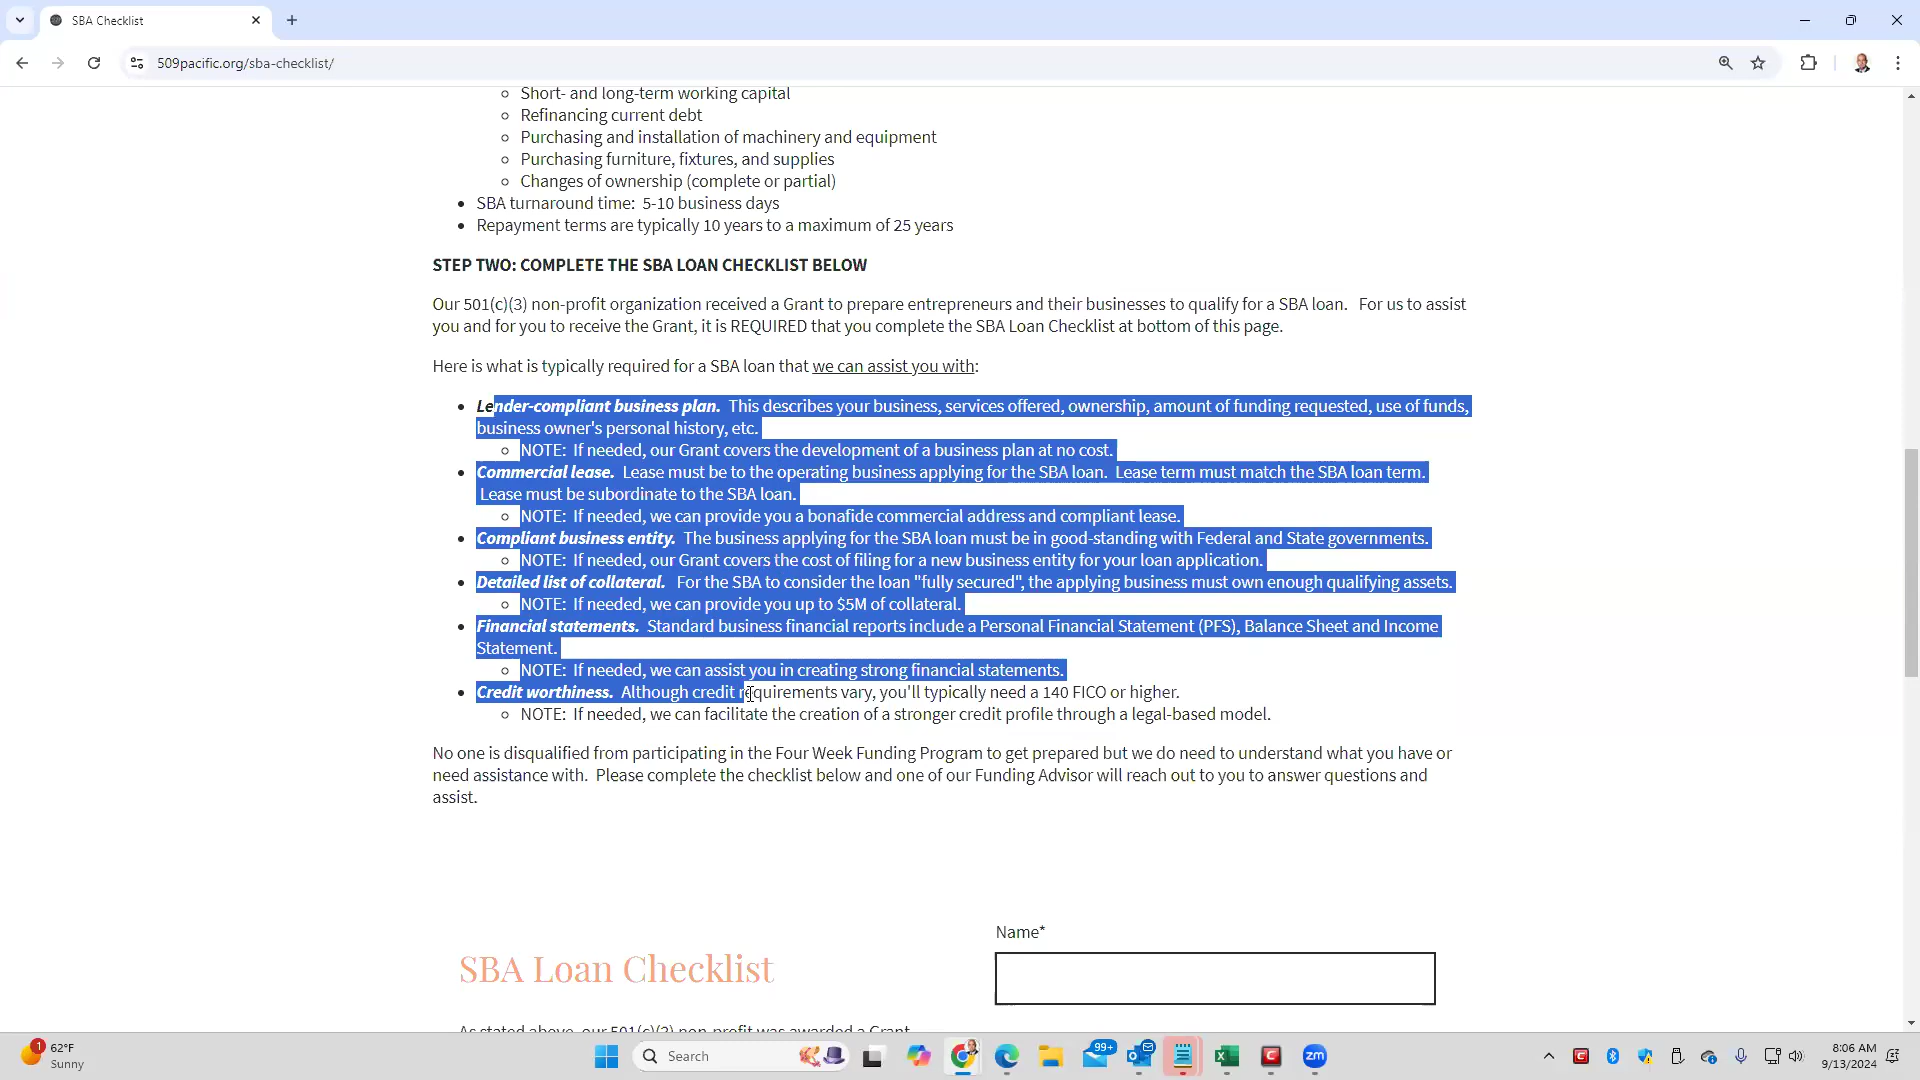 SBA Checklist
509pacific.org/sba-checklist/
Short- and long-term working capital
Refinancing current debt
Purchasing and installation of machinery and equipment
Purchasing furniture, fixtures, and supplies
Changes of ownership (complete or partial)
SBA turnaround time:  5-10 business days
Repayment terms are typically 10 years to a maximum of 25 years
STEP TWO: COMPLETE THE SBA LOAN CHECKLIST BELOW
Our 501(c)(3) non-profit organization received a Grant to prepare entrepreneurs and their businesses to qualify for a SBA loan.   For us to assist
you and for you to receive the Grant, it is REQUIRED that you complete the SBA Loan Checklist at bottom of this page.
Here is what is typically required for a SBA loan that we can assist you with:
Lender-compliant business plan.  This describes your business, services offered, ownership, amount of funding requested, use of funds,
business owner's personal history, etc.
NOTE:  If needed, our Grant covers the development of a business plan at no cost.
Commercial lease.  Lease must be to the operating business applying for the SBA loan.  Lease term must match the SBA loan term.
Lease must be subordinate to the SBA loan.
NOTE:  If needed, we can provide you a bonafide commercial address and compliant lease.
Compliant business entity.  The business applying for the SBA loan must be in good-standing with Federal and State governments.
NOTE:  If needed, our Grant covers the cost of filing for a new business entity for your loan application.
Detailed list of collateral.   For the SBA to consider the loan "fully secured", the applying business must own enough qualifying assets.
NOTE:  If needed, we can provide you up to $5M of collateral.
Financial statements.  Standard business financial reports include a Personal Financial Statement (PFS), Balance Sheet and Income
Statement.
NOTE:  If needed, we can assist you in creating strong financial statements.
Credit worthiness.  Although credit requirements vary, you'll typically need a 140 FICO or higher.
NOTE:  If needed, we can facilitate the creation of a stronger credit profile through a legal-based model.
No one is disqualified from participating in the Four Week Funding Program to get prepared but we do need to understand what you have or
need assistance with.  Please complete the checklist below and one of our Funding Advisor will reach out to you to answer questions and
assist.
Name*
SBA Loan Checklist
As stated above, our 501(c)(3) non-profit was awarded a Grant
1
62°F
Sunny
Search
99+
zm
8:06 AM
9/13/2024